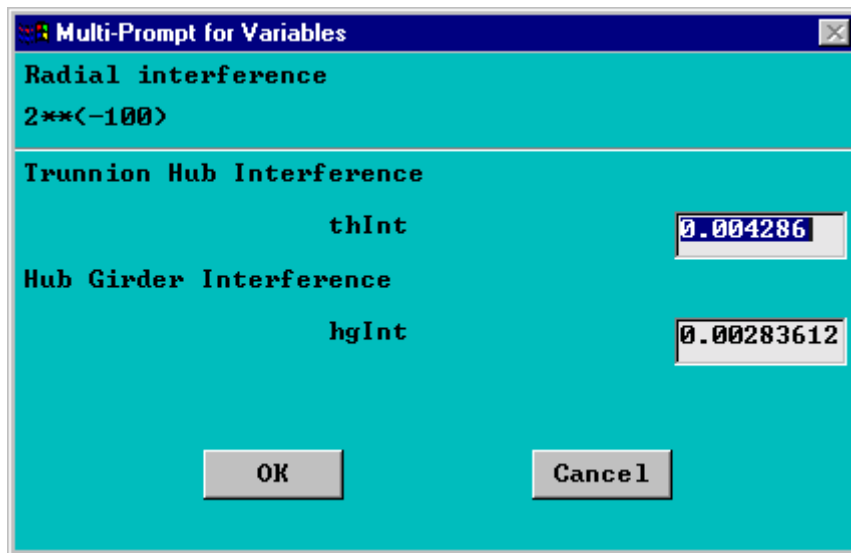 Multi-Prompt for Variables
Radial interference
2**(-100)
Trunnion Hub Interference
thInt 0.004286
Hub Girder Interference
hgInt 0.00283612
OK Cancel